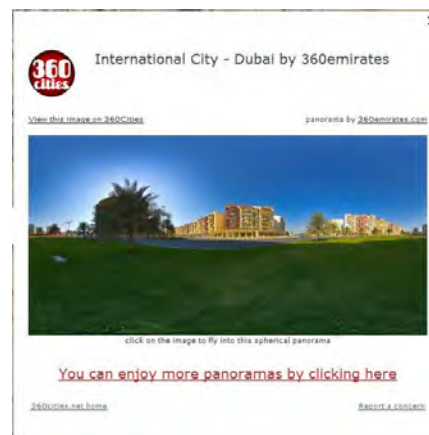 360
cities
International City - Dubai by 360emirates
View this image on 360Cities
panorama by 360emirates.com
click on the image to fly into this spherical panorama
You can enjoy more panoramas by clicking here
360cities.net home
Report a concern